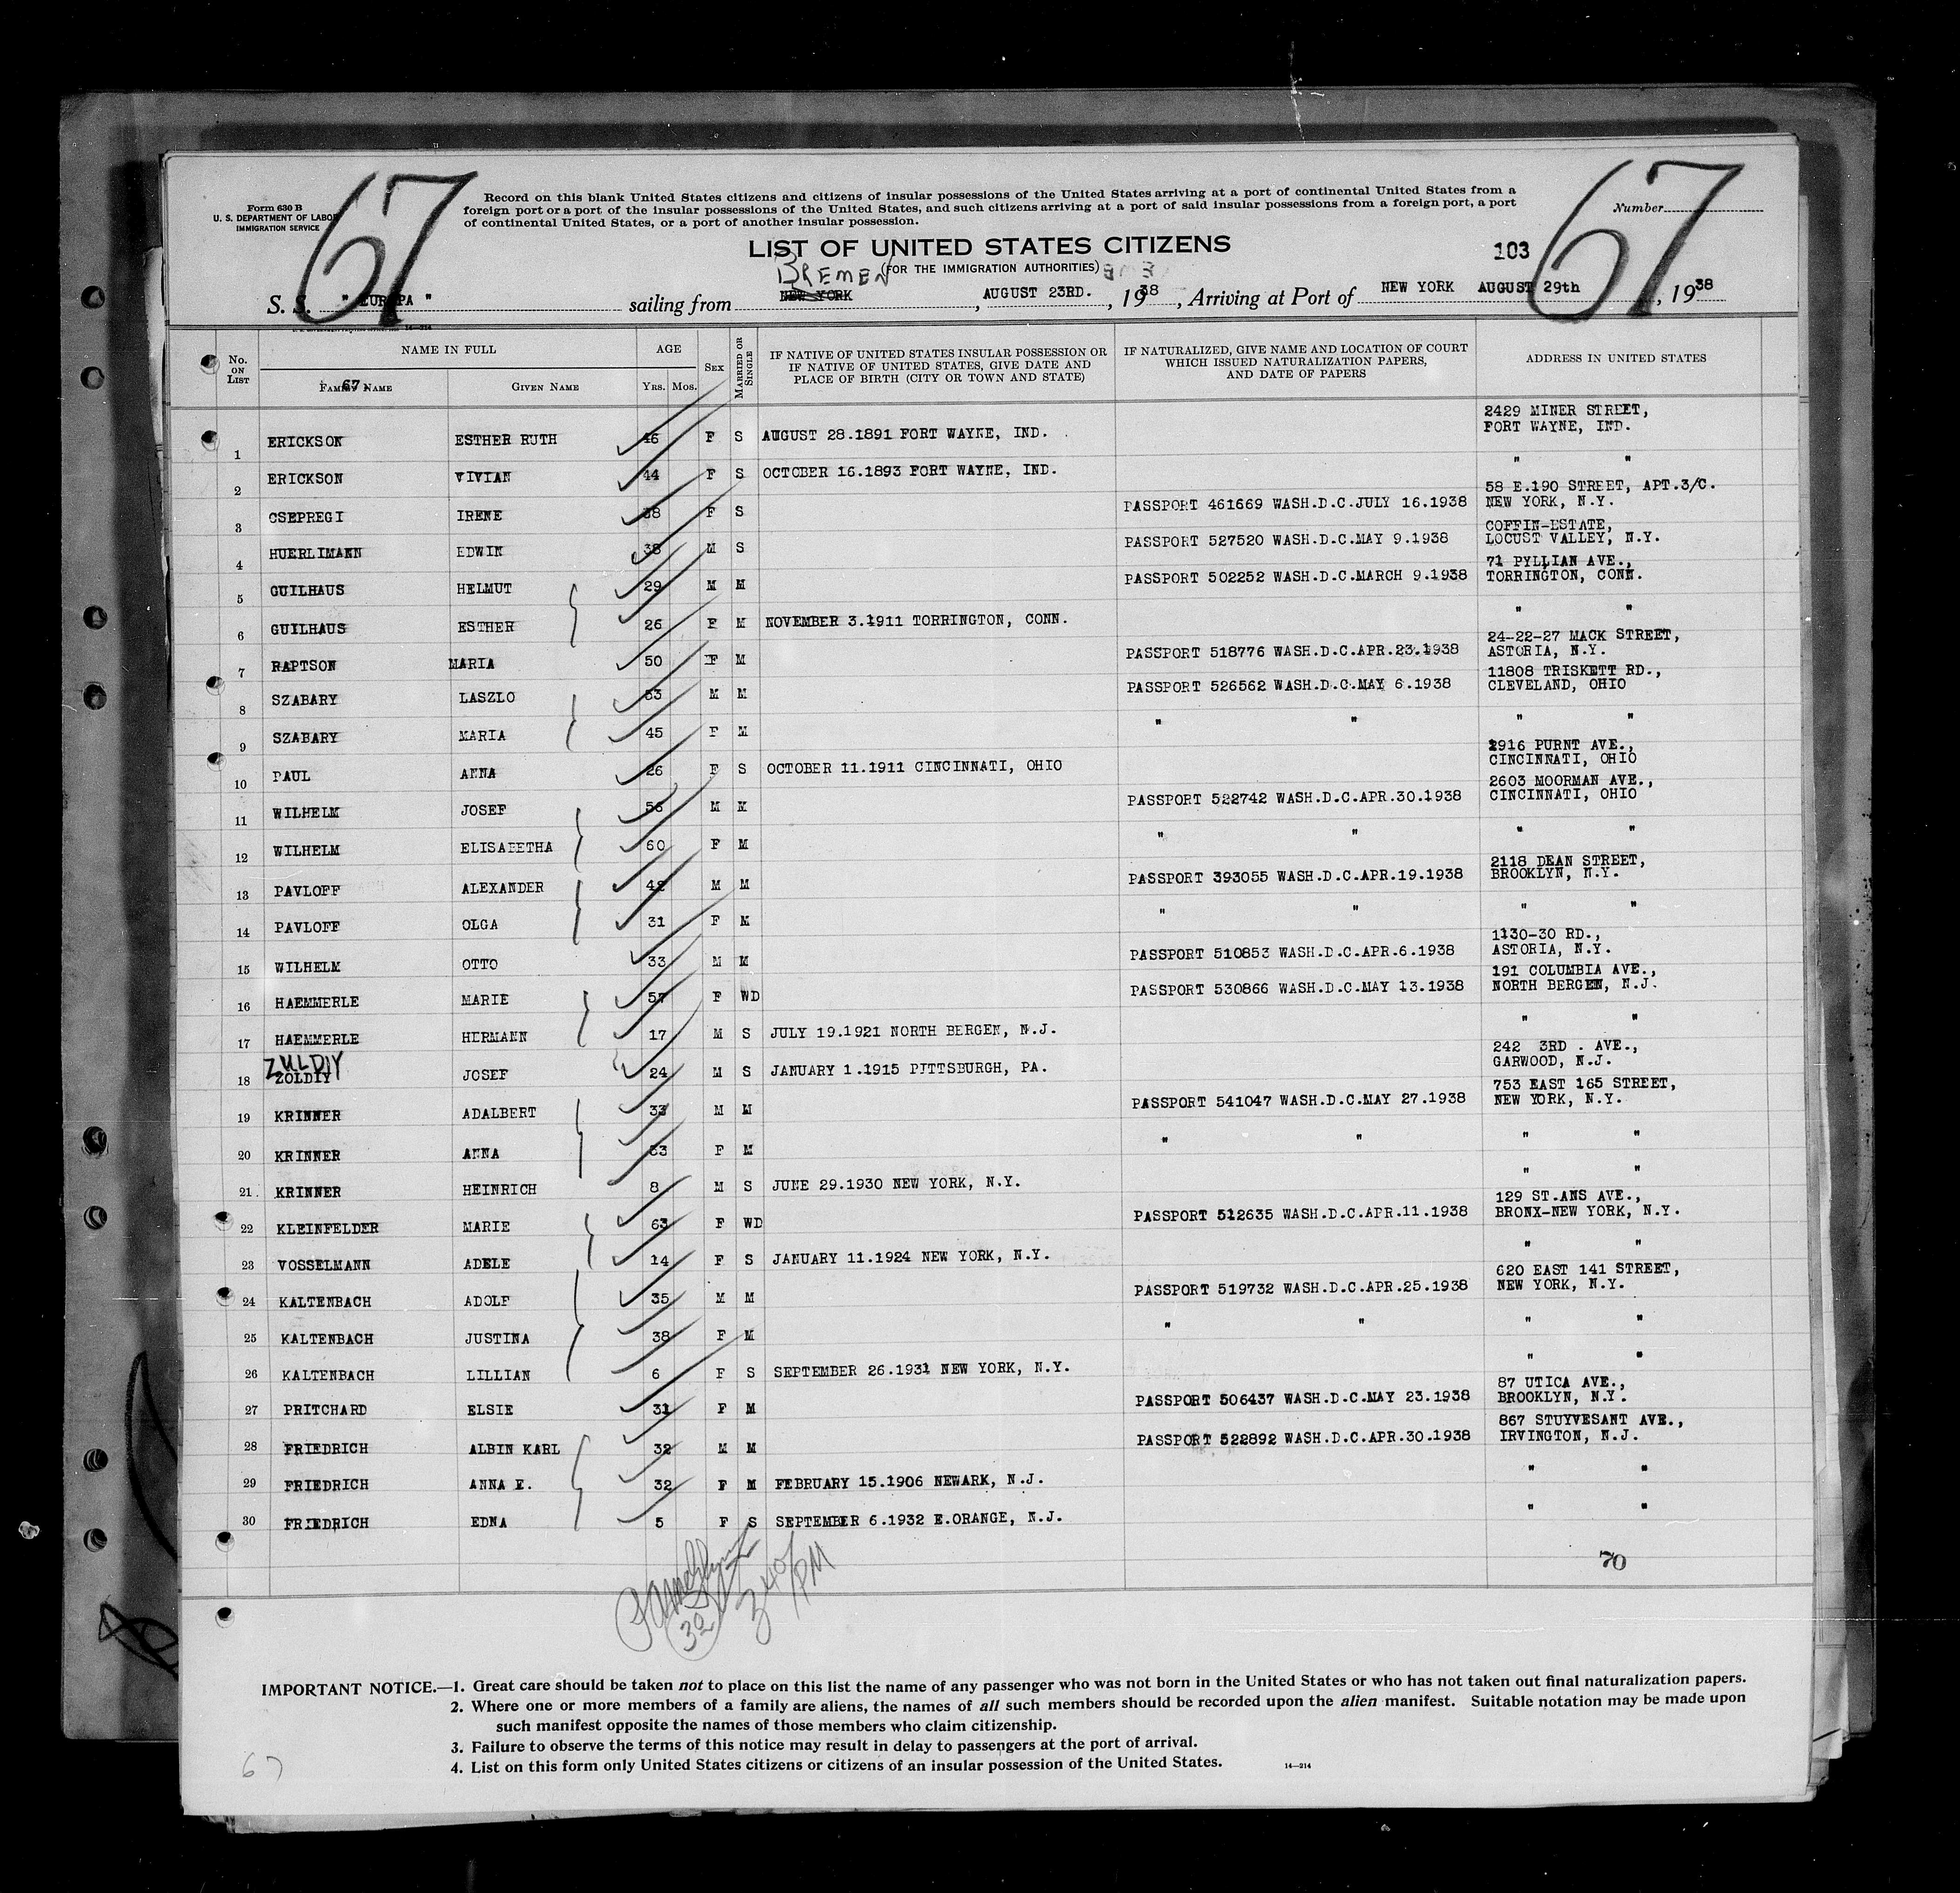 67
67
Form 630 B
U. S. DEPARTMENT OF LABOR
IMMIGRATION SERVICE
Record on this blank United States citizens and citizens of insular possessions of the United States arriving at a port of continental United States from a
foreign port or a port of the insular possessions of the United States, and such citizens arriving at a port of said insular possessions from a foreign port, a port
of continental United States, or a port of another insular possession.
Number
LIST OF UNITED STATES CITIZENS
103
(FOR THE IMMIGRATION AUTHORITIES)
BREMEN
S. S. " EUROPA " sailing from NEW YORK, AUGUST 23RD., 1938, Arriving at Port of NEW YORK AUGUST 29th, 1938
14—214
No. ON LIST
NAME IN FULL
67.
FAMILY NAME
GIVEN NAME
AGE
YRS. MOS.
SEX
MARRIED OR SINGLE
IF NATIVE OF UNITED STATES INSULAR POSSESSION OR
IF NATIVE OF UNITED STATES, GIVE DATE AND
PLACE OF BIRTH (CITY OR TOWN AND STATE)
IF NATURALIZED, GIVE NAME AND LOCATION OF COURT
WHICH ISSUED NATURALIZATION PAPERS,
AND DATE OF PAPERS
ADDRESS IN UNITED STATES
1 ERICKSON ESTHER RUTH 46 F S AUGUST 28.1891 FORT WAYNE, IND. 2429 MINER STREET, FORT WAYNE, IND.
2 ERICKSON VIVIAN 44 F S OCTOBER 16.1893 FORT WAYNE, IND. " "
3 CSEPREGI IRENE 38 F S PASSPORT 461669 WASH.D.C.JULY 16.1938 58 E.190 STREET, APT.3/C. NEW YORK, N.Y.
4 HUERLIMANN EDWIN 38 M S PASSPORT 527520 WASH.D.C.MAY 9.1938 COFFIN-ESTATE, LOCUST VALLEY, N.Y.
5 GUILHAUS HELMUT 29 M M PASSPORT 502252 WASH.D.C.MARCH 9.1938 71 PYLLIAN AVE., TORRINGTON, CONN.
6 GUILHAUS ESTHER 26 F M NOVEMBER 3.1911 TORRINGTON, CONN. " "
7 RAPTSON MARIA 50 F M PASSPORT 518776 WASH.D.C.APR.23.1938 24-22-27 MACK STREET, ASTORIA, N.Y.
8 SZABARY LASZLO 53 M M PASSPORT 526562 WASH.D.C.MAY 6.1938 11808 TRISKETT RD., CLEVELAND, OHIO
9 SZABARY MARIA 45 F M " " " "
10 PAUL ANNA 26 F S OCTOBER 11.1911 CINCINNATI, OHIO 2916 PURNT AVE., CINCINNATI, OHIO
11 WILHELM JOSEF 56 M M PASSPORT 522742 WASH.D.C.APR.30.1938 2603 MOORMAN AVE., CINCINNATI, OHIO
12 WILHELM ELISABETHA 60 F M " " " "
13 PAVLOFF ALEXANDER 42 M M PASSPORT 393055 WASH.D.C.APR.19.1938 2118 DEAN STREET, BROOKLYN, N.Y.
14 PAVLOFF OLGA 31 F M " " " "
15 WILHELM OTTO 33 M M PASSPORT 510853 WASH.D.C.APR.6.1938 1130-30 RD., ASTORIA, N.Y.
16 HAEMMERLE MARIE 57 F WD PASSPORT 530866 WASH.D.C.MAY 13.1938 191 COLUMBIA AVE., NORTH BERGEN, N.J.
17 HAEMMERLE HERMANN 17 M S JULY 19.1921 NORTH BERGEN, N.J. " "
ZULDIY
18 ZOLDIY JOSEF 24 M S JANUARY 1.1915 PITTSBURGH, PA. 242 3RD . AVE., GARWOOD, N.J.
19 KRINNER ADALBERT 33 M M PASSPORT 541047 WASH.D.C.MAY 27.1938 753 EAST 165 STREET, NEW YORK, N.Y.
20 KRINNER ANNA 33 F M " " " "
21. KRINNER HEINRICH 8 M S JUNE 29.1930 NEW YORK, N.Y. " "
22 KLEINFELDER MARIE 63 F WD PASSPORT 512635 WASH.D.C.APR.11.1938 129 ST.ANS AVE., BRONX-NEW YORK, N.Y.
23 VOSSELMANN ADELE 14 F S JANUARY 11.1924 NEW YORK, N.Y. " "
24 KALTENBACH ADOLF 35 M M PASSPORT 519732 WASH.D.C.APR.25.1938 620 EAST 141 STREET, NEW YORK, N.Y.
25 KALTENBACH JUSTINA 38 F M " " " "
26 KALTENBACH LILLIAN 6 F S SEPTEMBER 26.1931 NEW YORK, N.Y. " "
27 PRITCHARD ELSIE 31 F M PASSPORT 506437 WASH.D.C.MAY 23.1938 87 UTICA AVE., BROOKLYN, N.Y.
28 FRIEDRICH ALBIN KARL 32 M M PASSPORT 522892 WASH.D.C.APR.30.1938 867 STUYVESANT AVE., IRVINGTON, N.J.
29 FRIEDRICH ANNA E. 32 F M FEBRUARY 15.1906 NEWARK, N.J. " "
30 FRIEDRICH EDNA 5 F S SEPTEMBER 6.1932 E.ORANGE, N.J. " "
70
30
340 PM
IMPORTANT NOTICE.—1. Great care should be taken not to place on this list the name of any passenger who was not born in the United States or who has not taken out final naturalization papers.
2. Where one or more members of a family are aliens, the names of all such members should be recorded upon the alien manifest. Suitable notation may be made upon
such manifest opposite the names of those members who claim citizenship.
3. Failure to observe the terms of this notice may result in delay to passengers at the port of arrival.
4. List on this form only United States citizens or citizens of an insular possession of the United States.
14—214
67